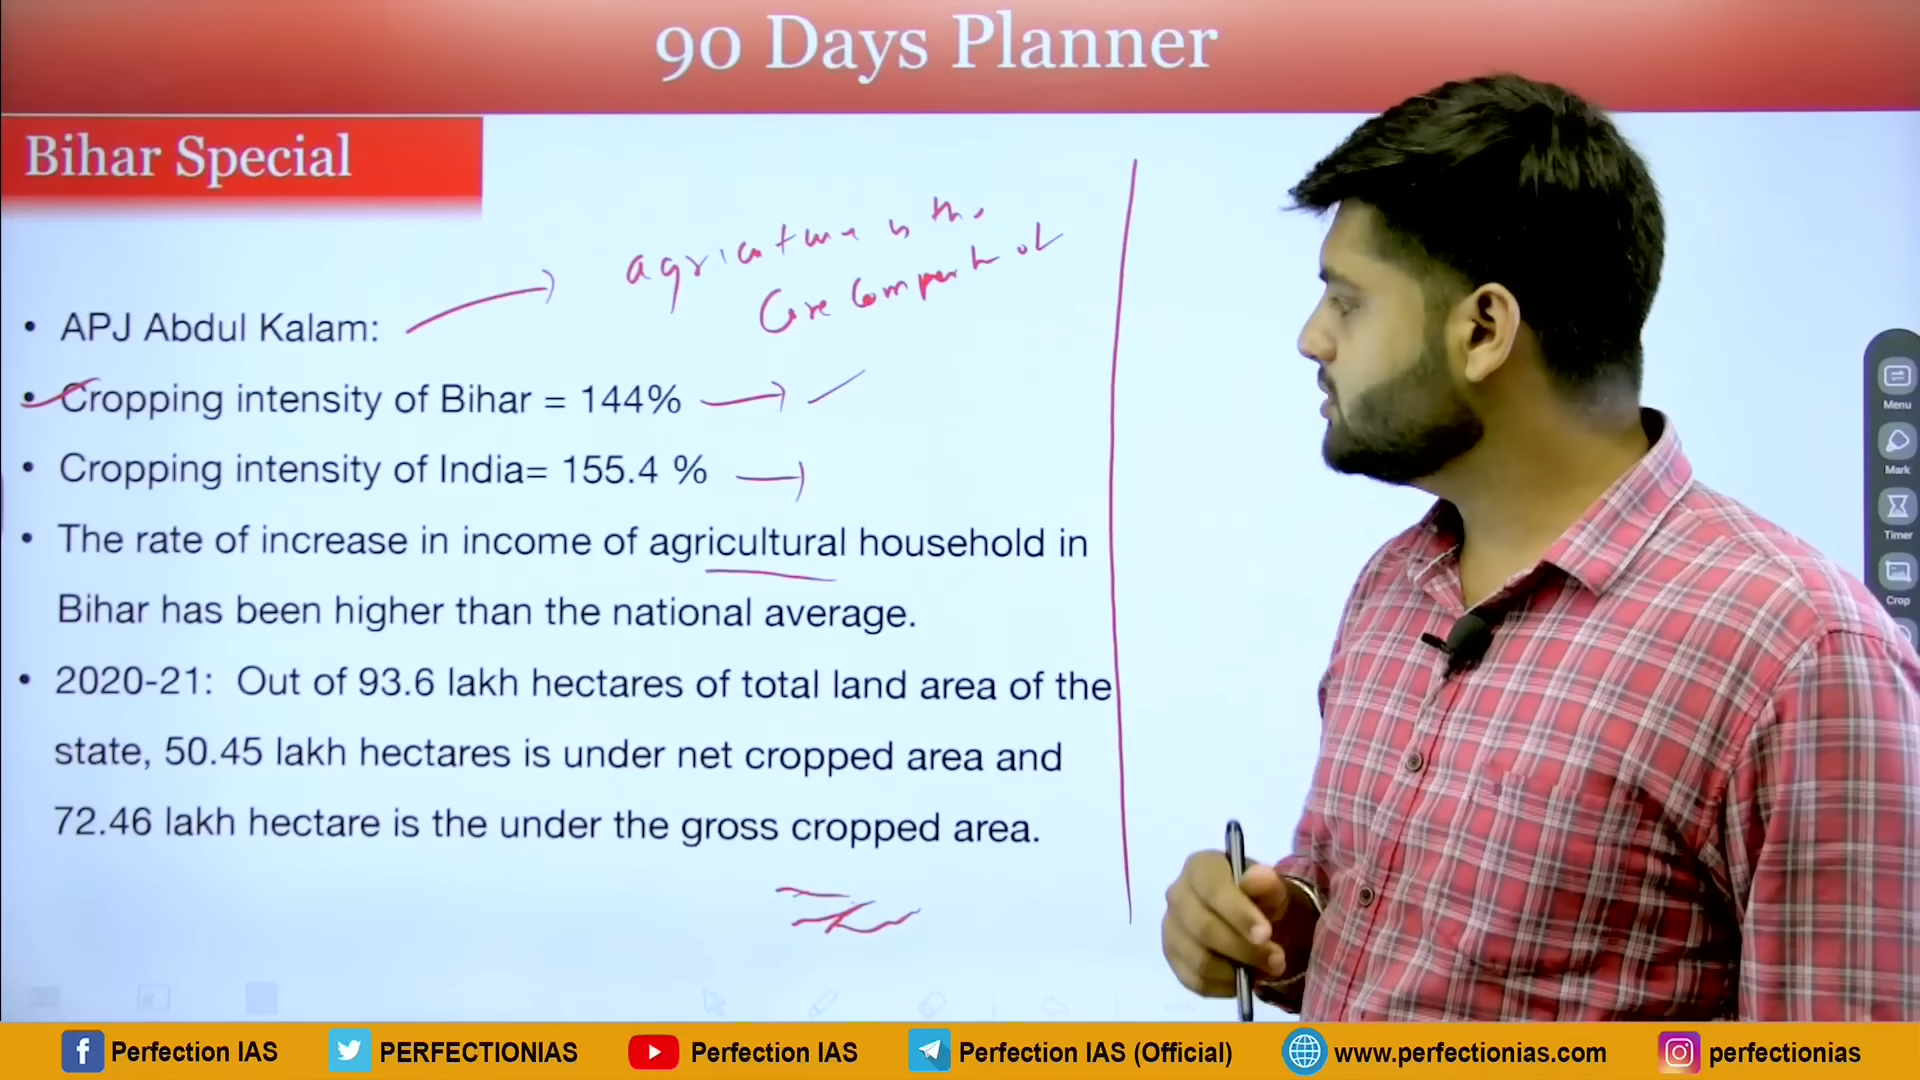 90 Days Planner
Bihar Special
agriculture is the
Core component of
• APJ Abdul Kalam:
• Cropping intensity of Bihar = 144%
• Cropping intensity of India= 155.4 %
• The rate of increase in income of agricultural household in
Bihar has been higher than the national average.
• 2020-21: Out of 93.6 lakh hectares of total land area of the
state, 50.45 lakh hectares is under net cropped area and
72.46 lakh hectare is the under the gross cropped area.
Menu
Mark
Timer
Crop
Perfection IAS
PERFECTIONIAS
Perfection IAS
Perfection IAS (Official)
www.perfectionias.com
perfectionias